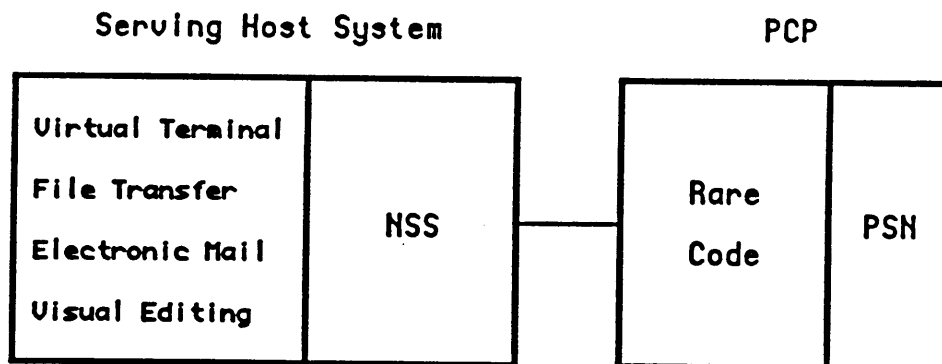 Serving Host System
PCP
Virtual Terminal
File Transfer
Electronic Mail
Visual Editing
NSS
Rare
Code
PSN